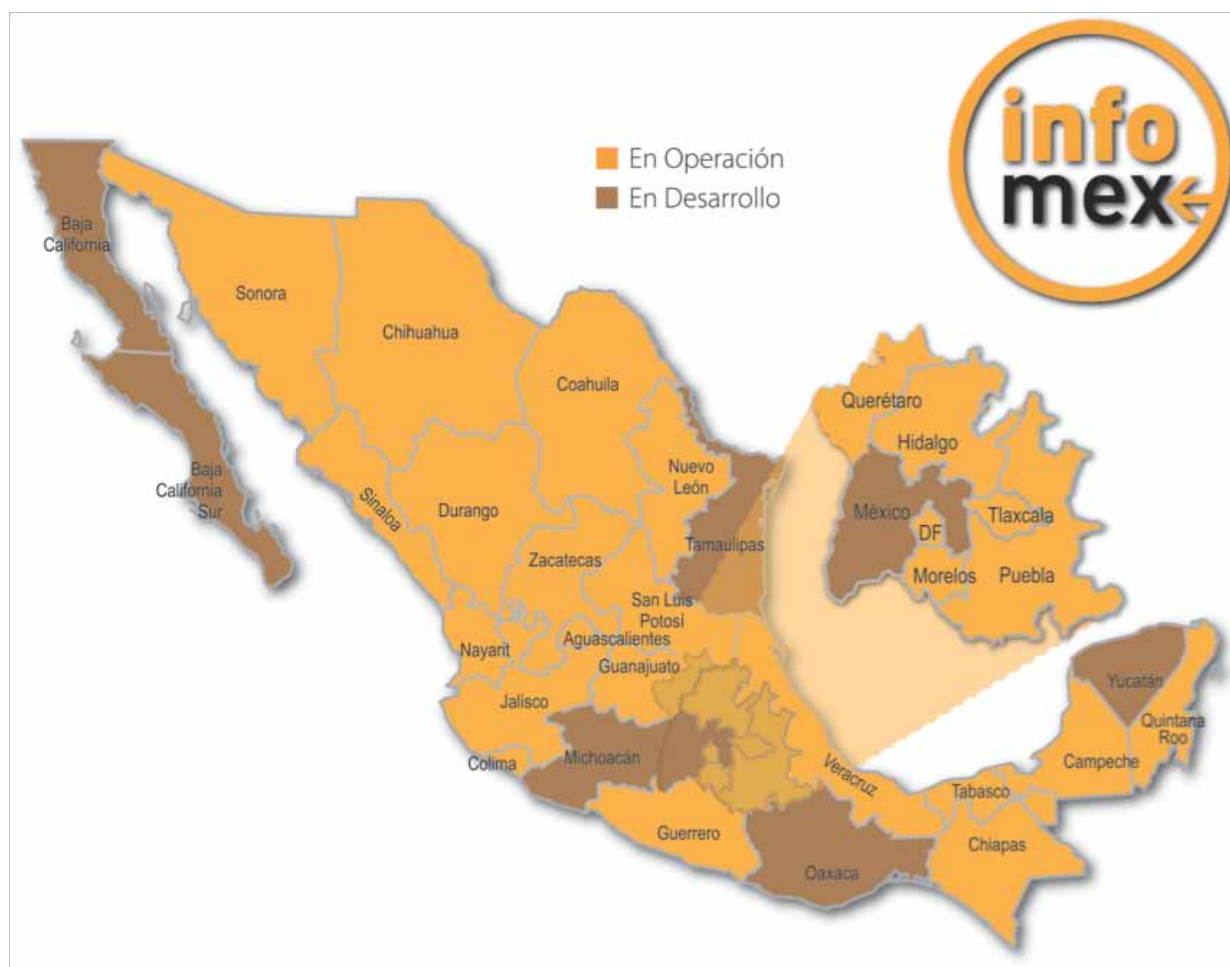 info
mex
En Operación
En Desarrollo
Baja
California
Sonora
Chihuahua
Coahuila
Querétaro
Hidalgo
Nuevo
León
Baja
California
Sur
Sinaloa
Durango
México
DF
Tlaxcala
Tamaulipas
Zacatecas
Morelos
Puebla
San Luis
Potosí
Nayarit
Aguascalientes
Guanajuato
Yucatán
Jalisco
Quintana
Roo
Michoacán
Colima
Veracruz
Campeche
Tabasco
Guerrero
Chiapas
Oaxaca